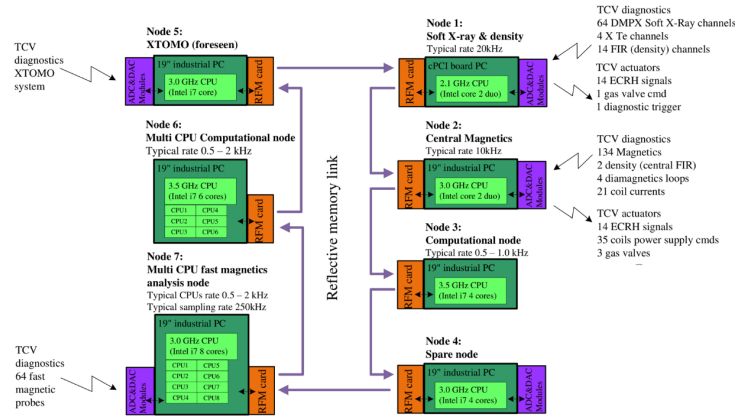 Node 5:
XTOMO (foreseen)
TCV
diagnostics
XTOMO
system
ADC&DAC
Modules
19" industrial PC
3.0 GHz CPU
(Intel i7 core)
RFM card
Node 6:
Multi CPU Computational node
Typical rate 0.5 – 2 kHz
19" industrial PC
3.5 GHz CPU
(Intel i7 6 cores)
CPU1 CPU4
CPU2 CPU5
CPU3 CPU6
RFM card
Node 7:
Multi CPU fast magnetics
analysis node
Typical CPUs rate 0.5 – 2 kHz
Typical sampling rate 250kHz
19" industrial PC
3.0 GHz CPU
(Intel i7 8 cores)
CPU1 CPU5
CPU2 CPU6
CPU3 CPU7
CPU4 CPU8
TCV
diagnostics
64 fast
magnetic
probes
ADC&DAC
Modules
RFM card
Reflective memory link
Node 1:
Soft X-ray & density
Typical rate 20kHz
RFM card
cPCI board PC
2.1 GHz CPU
(Intel core 2 duo)
ADC&DAC
Modules
TCV diagnostics
64 DMPX Soft X-Ray channels
4 X Te channels
14 FIR (density) channels
TCV actuators
14 ECRH signals
1 gas valve cmd
1 diagnostic trigger
Node 2:
Central Magnetics
Typical rate 10kHz
RFM card
19" industrial PC
3.0 GHz CPU
(Intel core 2 duo)
ADC&DAC
Modules
TCV diagnostics
134 Magnetics
2 density (central FIR)
4 diamagnetics loops
21 coil currents
TCV actuators
14 ECRH signals
35 coils power supply cmds
3 gas valves
Node 3:
Computational node
Typical rate 0.5 – 1.0 kHz
RFM card
19" industrial PC
3.5 GHz CPU
(Intel i7 4 cores)
Node 4:
Spare node
RFM card
19" industrial PC
3.0 GHz CPU
(Intel i7 4 cores)
ADC&DAC
Modules